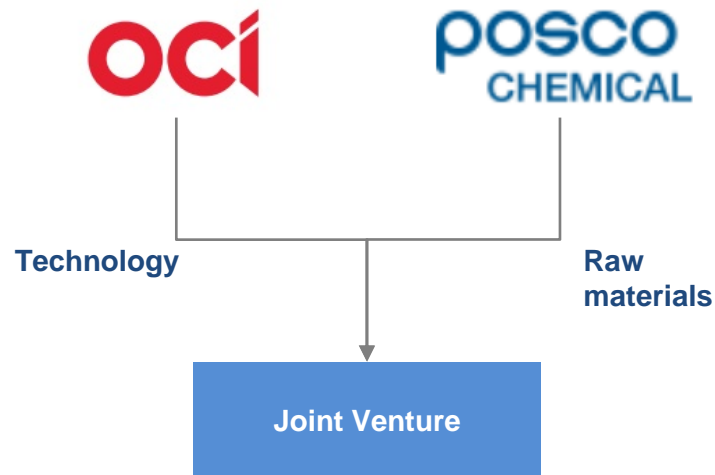 OCI
POSCO
CHEMICAL
Technology
Raw
materials
Joint Venture